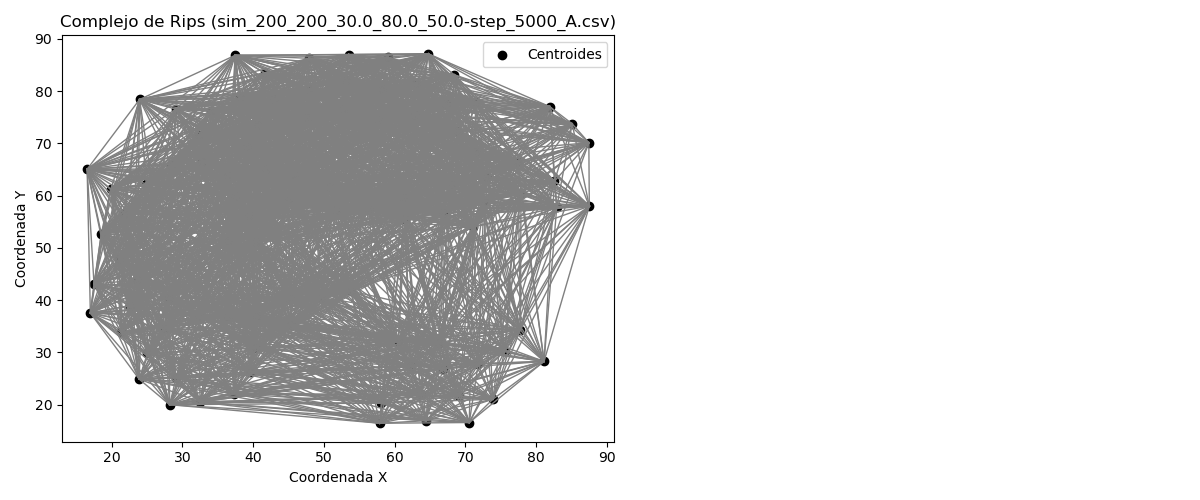 Complejo de Rips (sim_200_200_30.0_80.0_50.0-step_5000_A.csv)
90
80
70
60
50
40
30
20
Coordenada Y
Centroides
20 30 40 50 60 70 80 90
Coordenada X